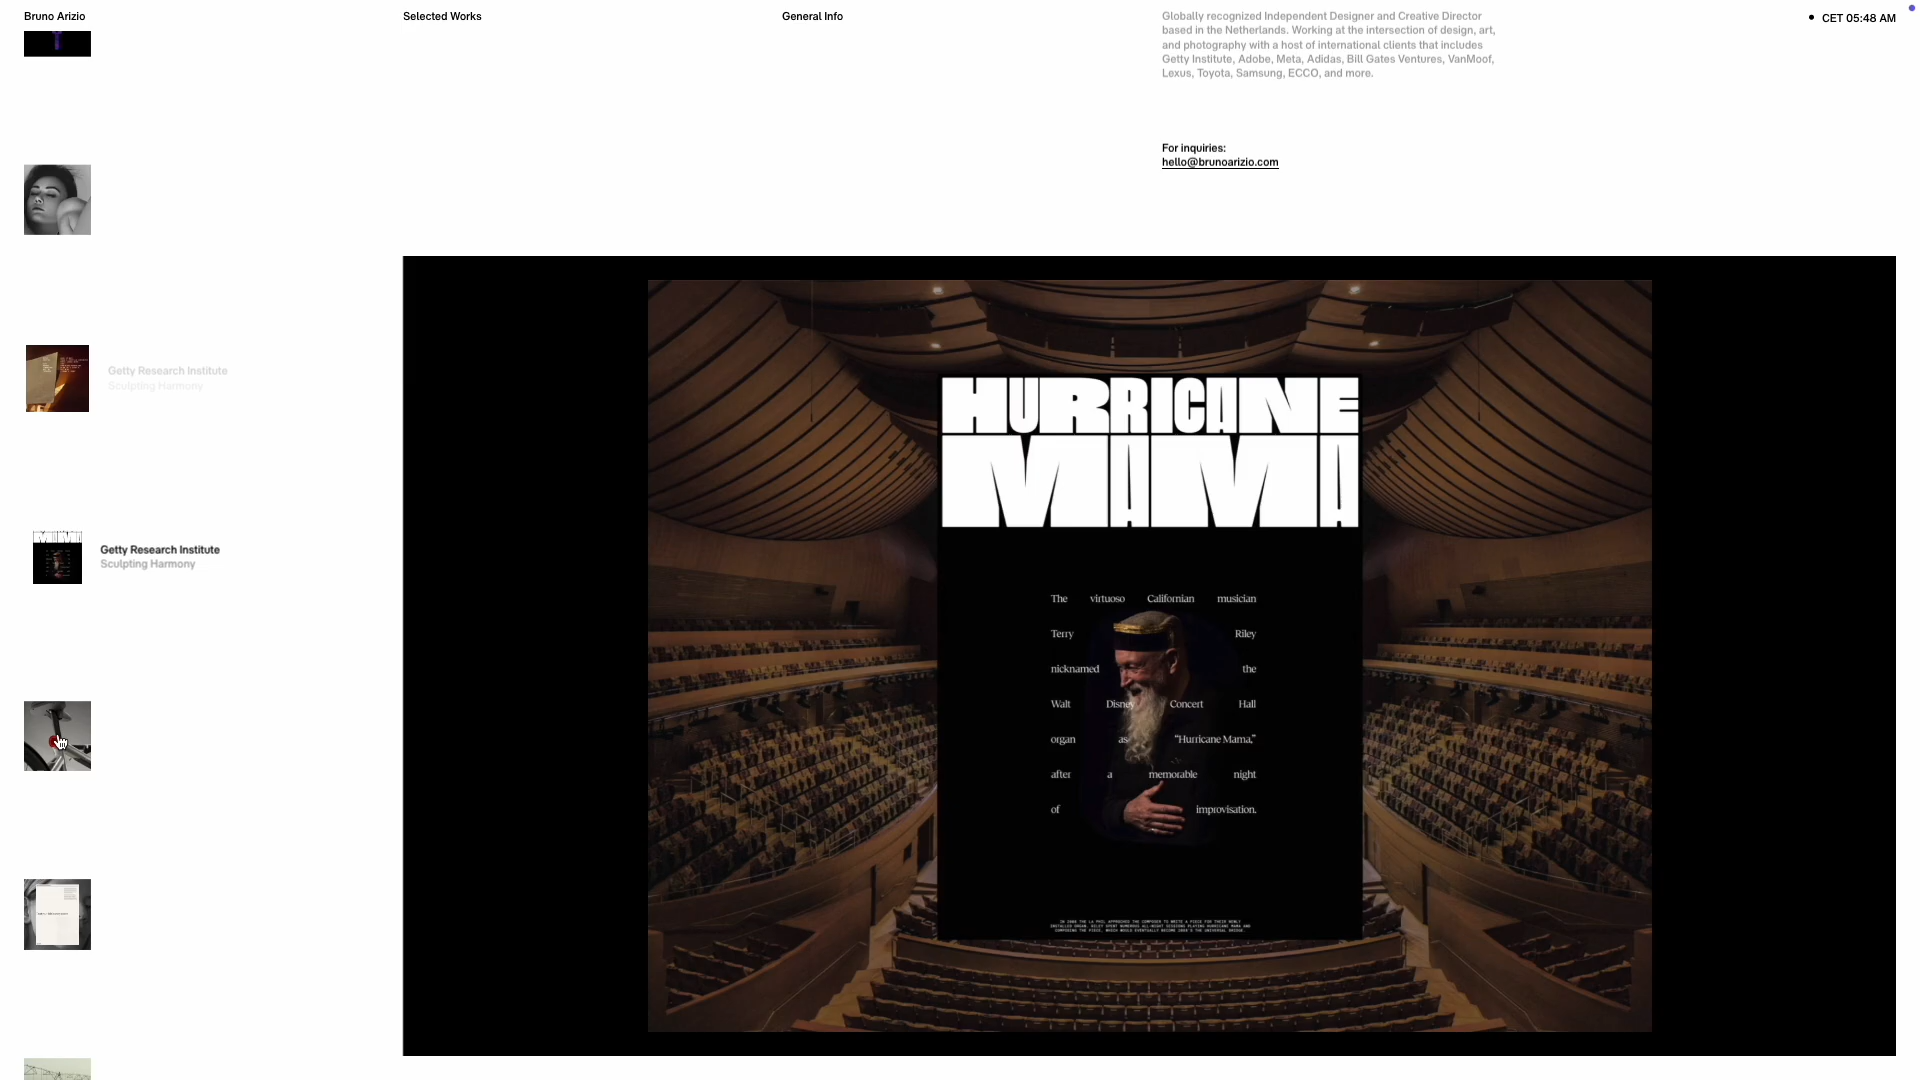 Bruno Arizio
Selected Works
General Info
Globally recognized Independent Designer and Creative Director
based in the Netherlands. Working at the intersection of design, art,
and photography with a host of international clients that includes
Getty Institute, Adobe, Meta, Adidas, Bill Gates Ventures, VanMoof,
Lexus, Toyota, Samsung, ECCO, and more.
CET 05:48 AM
For inquiries:
hello@brunoarizio.com
Getty Research Institute
Sculpting Harmony
Getty Research Institute
Sculpting Harmony
HURRICANE
MAMA
The virtuoso Californian musician
Terry Riley
nicknamed the
Walt Disney Concert Hall
organ as "Hurricane Mama,"
after a memorable night
of improvisation.